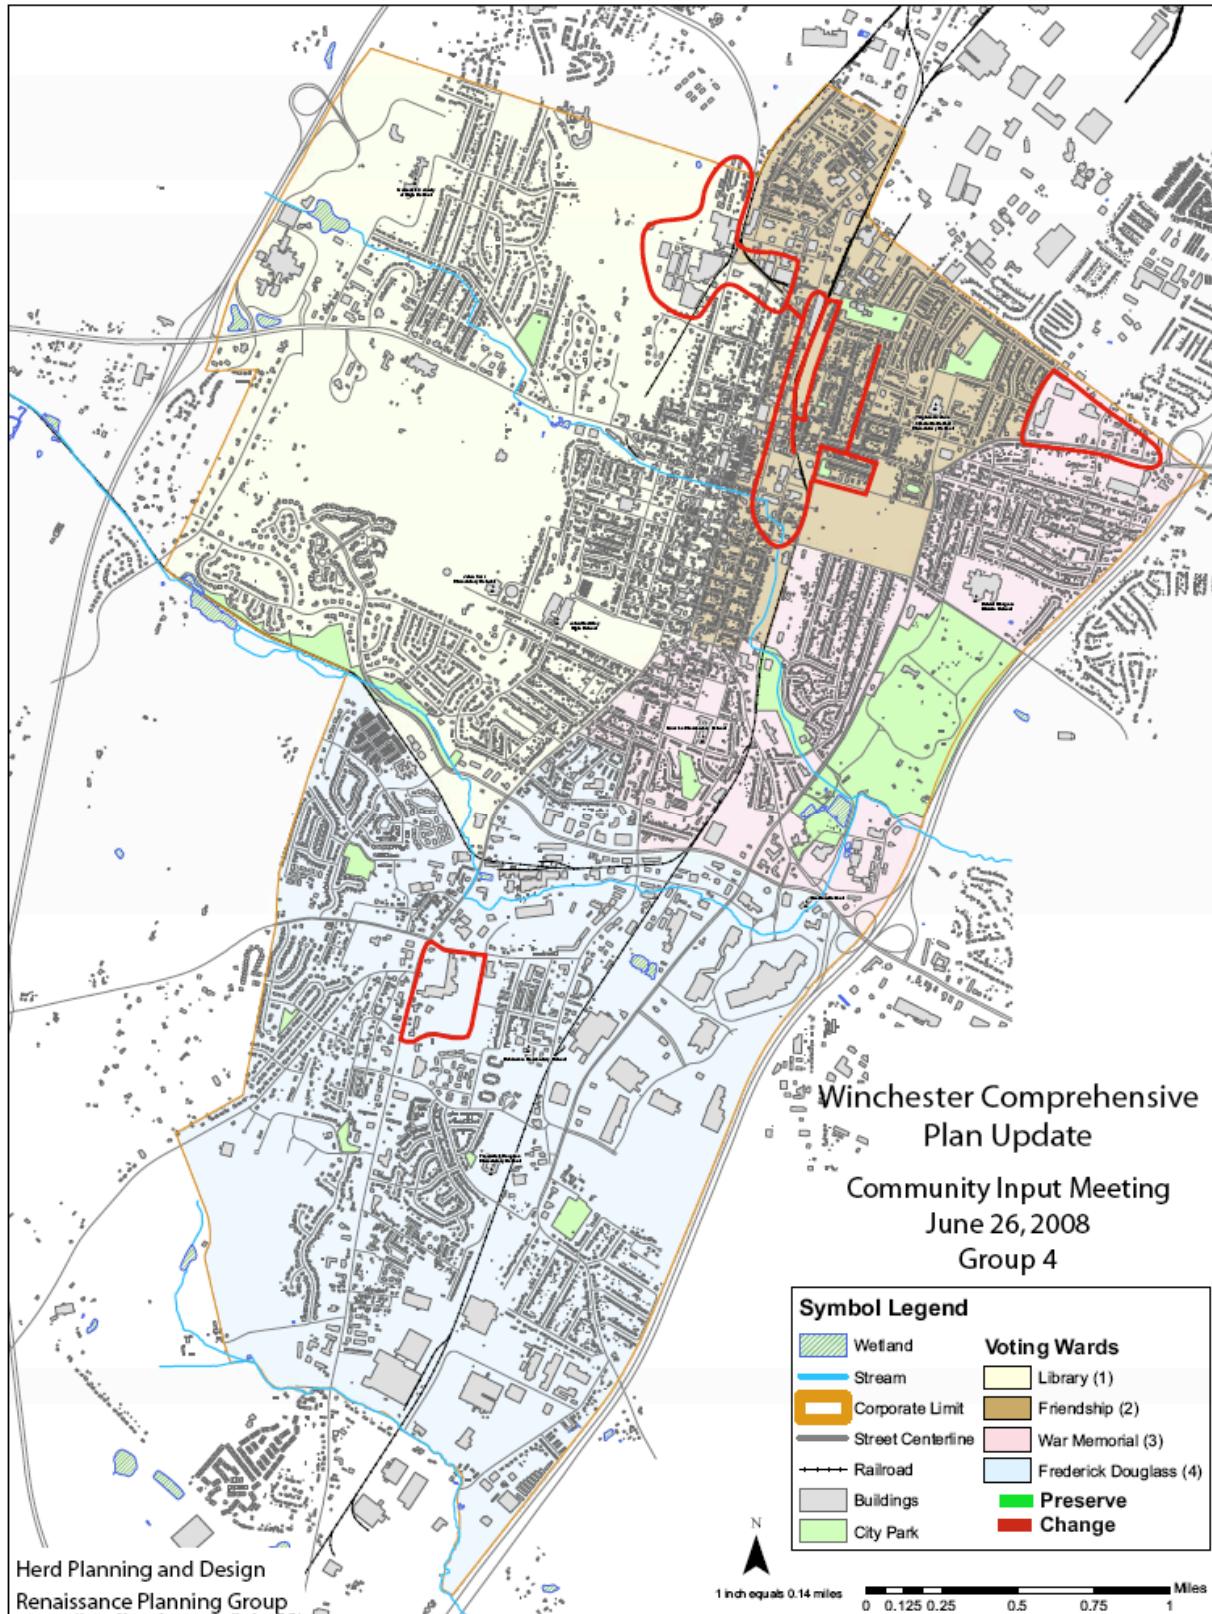 Winchester Comprehensive
Plan Update
Community Input Meeting
June 26, 2008
Group 4
Symbol Legend
Wetland
Stream
Corporate Limit
Street Centerline
Railroad
Buildings
City Park
Voting Wards
Library (1)
Friendship (2)
War Memorial (3)
Frederick Douglass (4)
Preserve
Change
N
1 inch equals 0.14 miles
Miles
0 0.125 0.25 0.5 0.75 1
Herd Planning and Design
Renaissance Planning Group